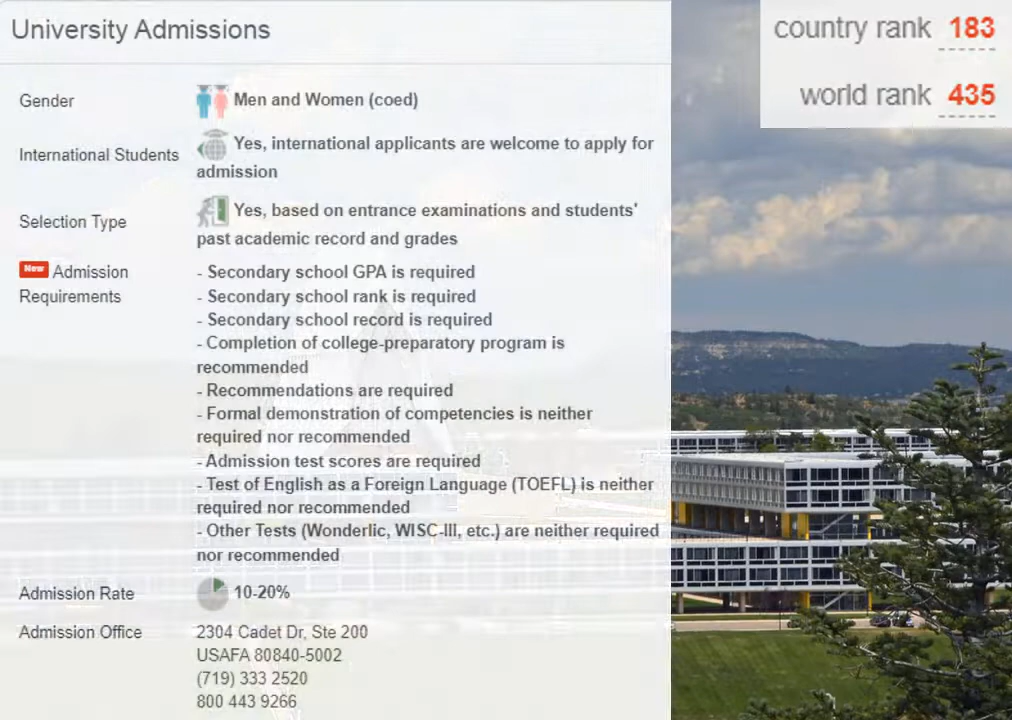 University Admissions
country rank 183
world rank 435
Gender
Men and Women (coed)
International Students
Yes, international applicants are welcome to apply for
admission
Selection Type
Yes, based on entrance examinations and students'
past academic record and grades
New Admission
Requirements
- Secondary school GPA is required
- Secondary school rank is required
- Secondary school record is required
- Completion of college-preparatory program is
recommended
- Recommendations are required
- Formal demonstration of competencies is neither
required nor recommended
- Admission test scores are required
- Test of English as a Foreign Language (TOEFL) is neither
required nor recommended
- Other Tests (Wonderlic, WISC-III, etc.) are neither required
nor recommended
Admission Rate
10-20%
Admission Office
2304 Cadet Dr, Ste 200
USAFA 80840-5002
(719) 333 2520
800 443 9266